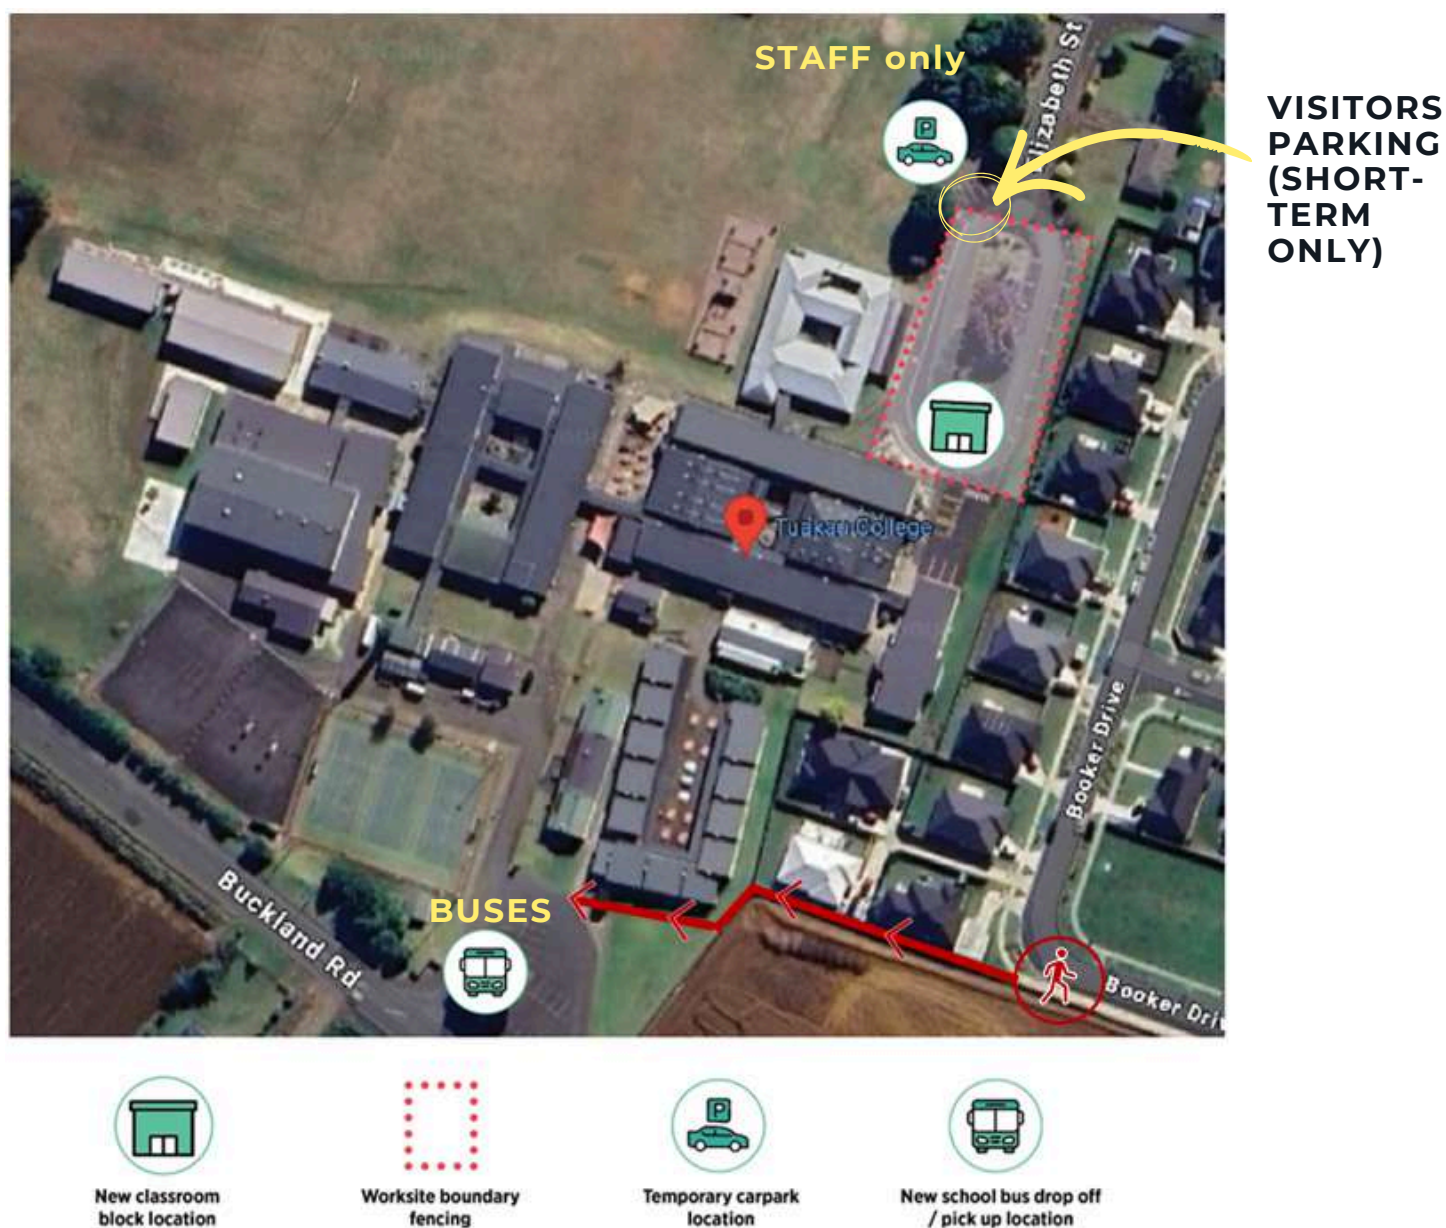 STAFF only
Elizabeth St
VISITORS
PARKING
(SHORT-
TERM
ONLY)
P
Tuakau College
Booker Drive
Buckland Rd
BUSES
Booker Driv
New classroom
block location
Worksite boundary
fencing
P
Temporary carpark
location
New school bus drop off
/ pick up location